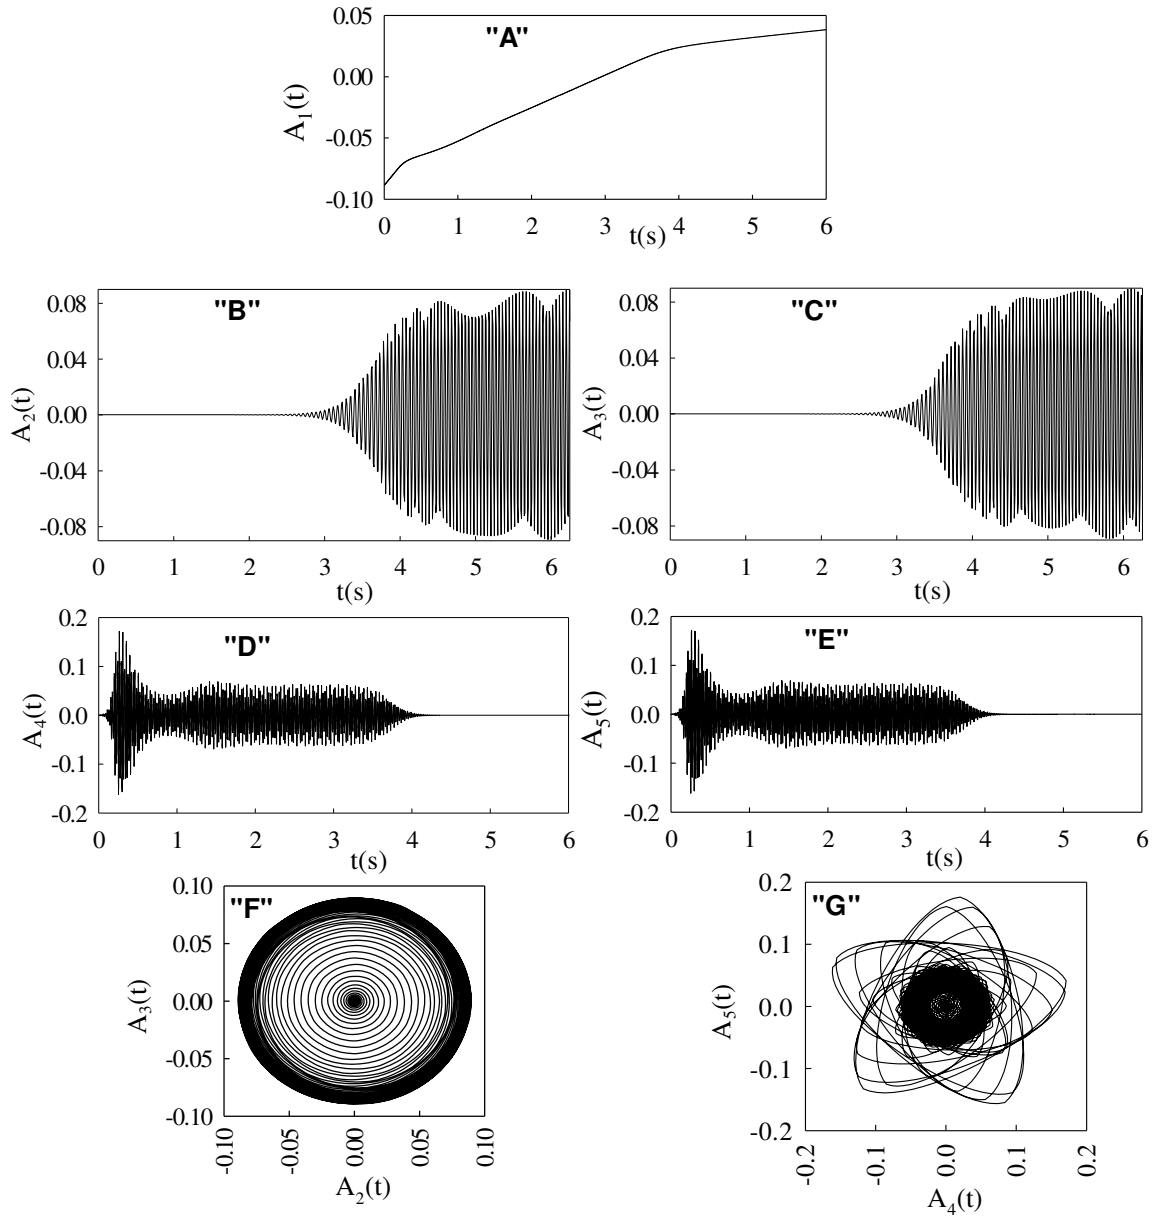 "A"
A1(t)
0.05
0.00
-0.05
-0.10
0 1 2 3 4 5 6
t(s)
"B"
A2(t)
0.08
0.04
0.00
-0.04
-0.08
0 1 2 3 4 5 6
t(s)
"C"
A3(t)
0.08
0.04
0.00
-0.04
-0.08
0 1 2 3 4 5 6
t(s)
"D"
A4(t)
0.2
0.1
0.0
-0.1
-0.2
0 1 2 3 4 5 6
t(s)
"E"
A5(t)
0.2
0.1
0.0
-0.1
-0.2
0 1 2 3 4 5 6
t(s)
"F"
A3(t)
0.10
0.05
0.00
-0.05
-0.10
-0.10 -0.05 0.00 0.05 0.10
A2(t)
"G"
A5(t)
0.2
0.1
0.0
-0.1
-0.2
-0.2 -0.1 0.0 0.1 0.2
A4(t)